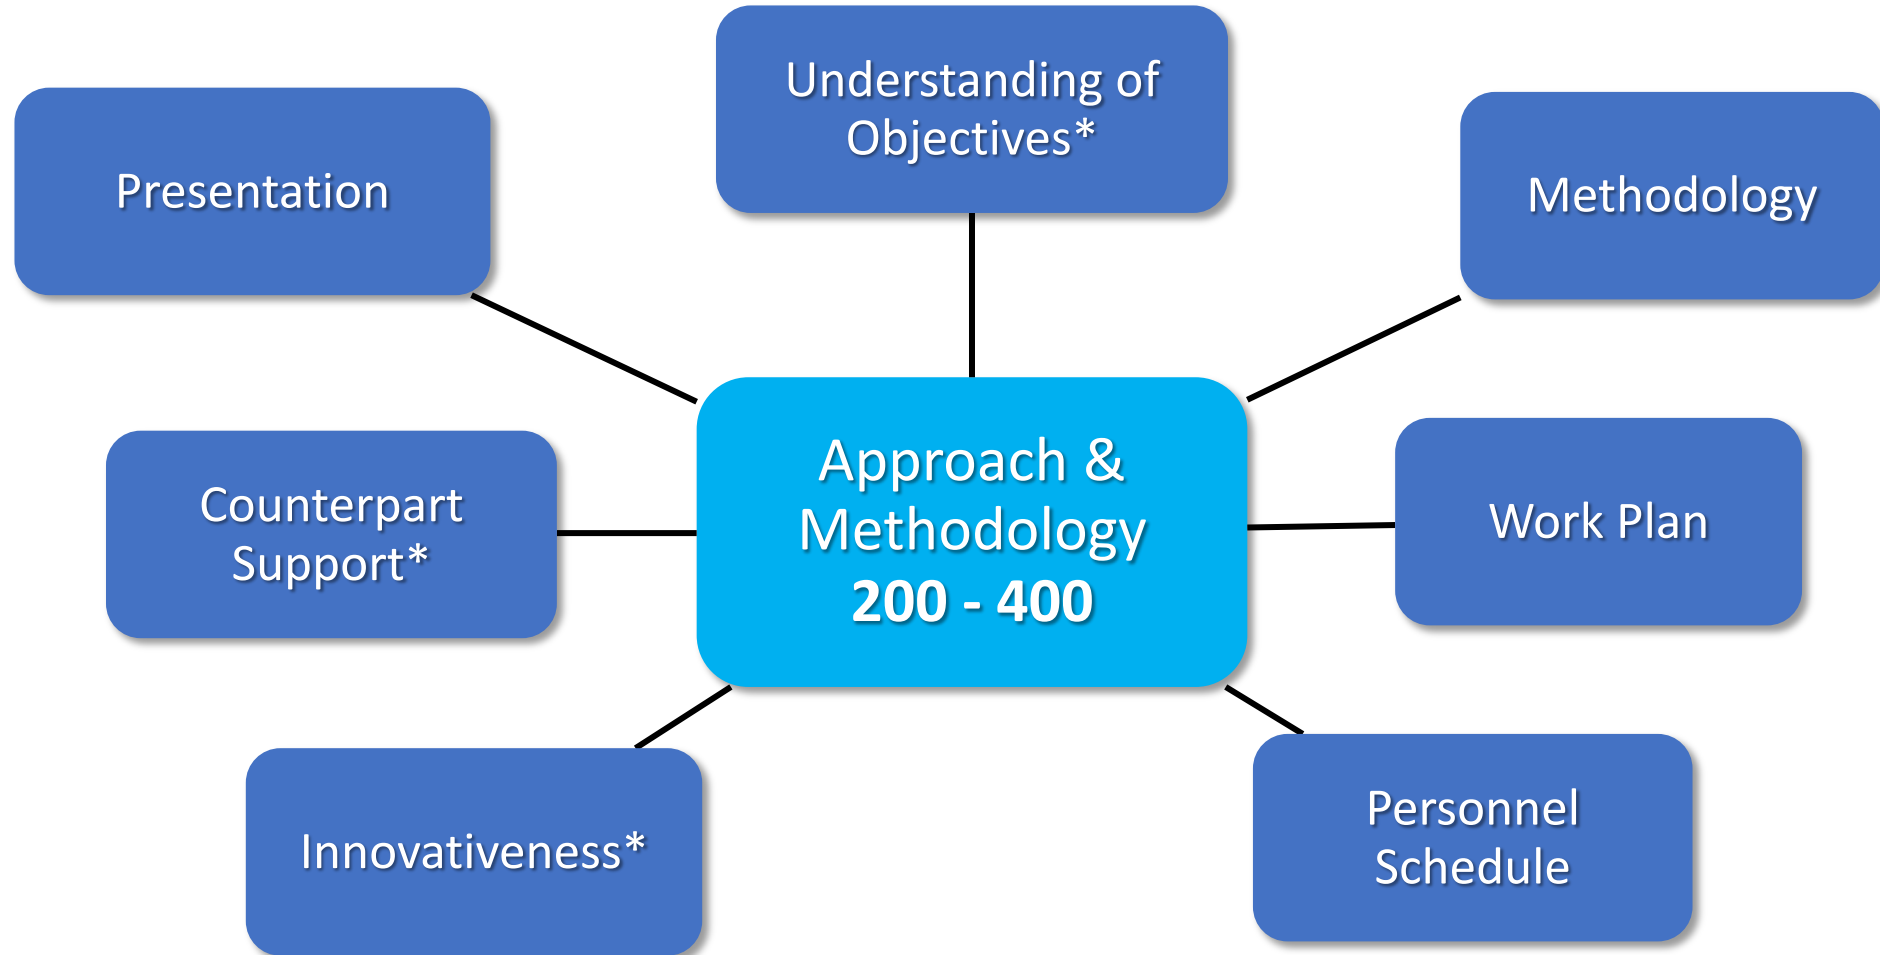 Understanding of
Objectives*
Presentation
Methodology
Approach &
Methodology
200 - 400
Counterpart
Support*
Work Plan
Innovativeness*
Personnel
Schedule